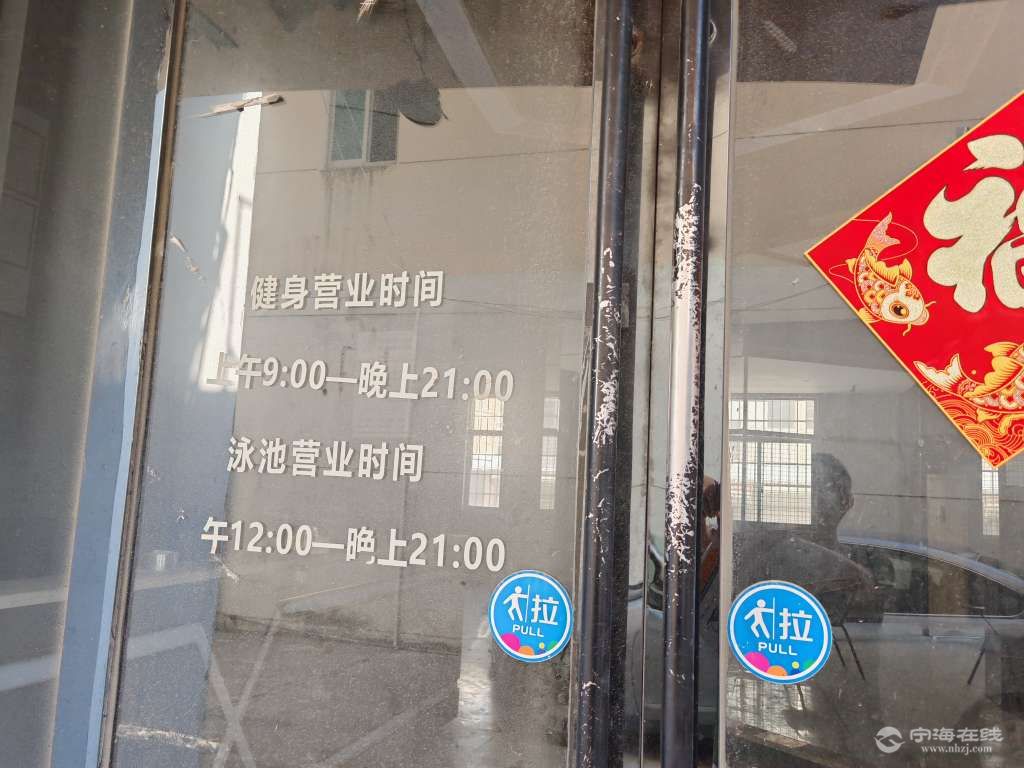 健身营业时间
上午9:00—晚上21:00
泳池营业时间
午12:00—晚上21:00
拉
PULL
拉
PULL
宁海在线
www.nhzj.com